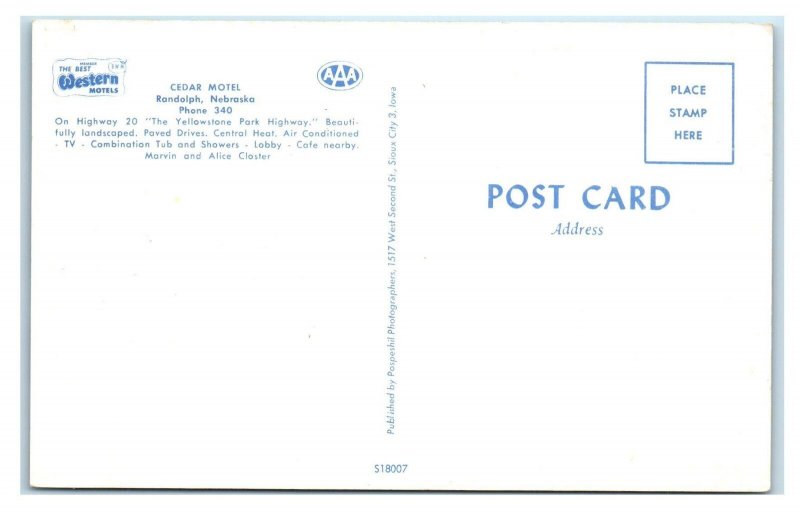 MEMBER
THE BEST
Western
MOTELS
AAA
CEDAR MOTEL
Randolph, Nebraska
Phone 340
On Highway 20 "The Yellowstone Park Highway." Beauti-
fully landscaped. Paved Drives. Central Heat. Air Conditioned
- TV - Combination Tub and Showers - Lobby - Cafe nearby.
Marvin and Alice Closter
Published by Pospeshil Photographers, 1517 West Second St., Sioux City 3, Iowa
S18007
PLACE
STAMP
HERE
POST CARD
Address